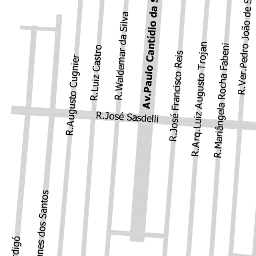 R.Augusto Cugnier
R.Luiz Castro
R.Waldemar da Silva
Av.Paulo Cantídio da S
R.José Sasdelli
R.José Francisco Reis
R.Arq.Luiz Augusto Trojan
R.Mariângela Rocha Fabeni
R.Ver.Pedro João de S
nes dos Santos
digó